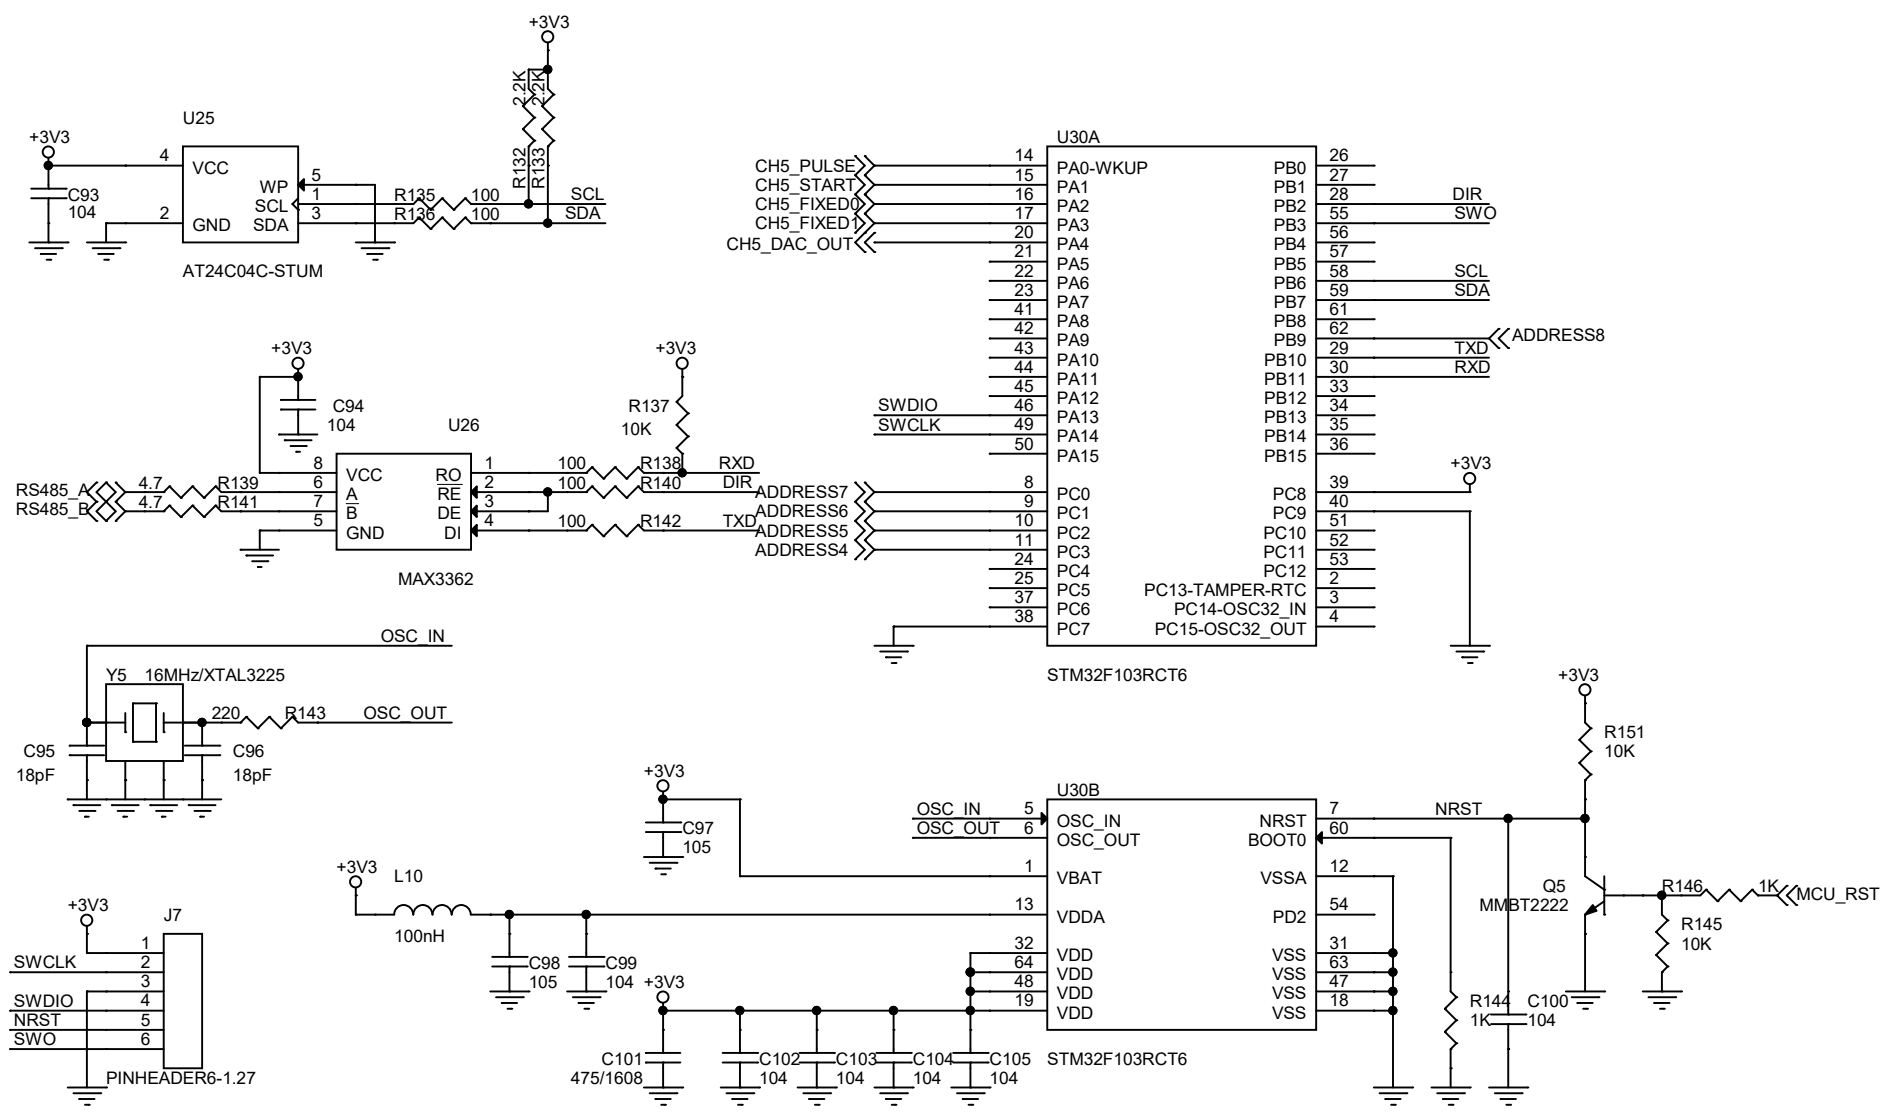 +3V3
2.2K
2.2K
R132
R133
U25
+3V3
4
VCC
C93
104
2
GND
WP
5
SCL
1
SDA
3
R135
100
SCL
R136
100
SDA
AT24C04C-STUM
+3V3
C94
104
U26
+3V3
R137
10K
8
VCC
RO
1
100
R138
RXD
RS485_A
4.7
R139
6
A
RE
2
100
R140
DIR
RS485_B
4.7
R141
7
B
DE
3
5
GND
DI
4
100
R142
TXD
MAX3362
OSC_IN
Y5
16MHz/XTAL3225
220
R143
OSC_OUT
C95
18pF
C96
18pF
+3V3
J7
1
SWCLK
2
3
SWDIO
4
NRST
5
SWO
6
PINHEADER6-1.27
U30A
CH5_PULSE
14
PA0-WKUP
CH5_START
15
PA1
CH5_FIXED0
16
PA2
CH5_FIXED1
17
PA3
CH5_DAC_OUT
20
PA4
21
PA5
22
PA6
23
PA7
41
PA8
42
PA9
43
PA10
44
PA11
45
PA12
SWDIO
46
PA13
SWCLK
49
PA14
50
PA15
ADDRESS7
8
PC0
ADDRESS6
9
PC1
ADDRESS5
10
PC2
ADDRESS4
11
PC3
24
PC4
25
PC5
37
PC6
38
PC7
PB0
26
PB1
27
PB2
28
DIR
PB3
55
SWO
PB4
56
PB5
57
PB6
58
SCL
PB7
59
SDA
PB8
61
PB9
62
ADDRESS8
PB10
29
TXD
PB11
30
RXD
PB12
33
PB13
34
PB14
35
PB15
36
+3V3
PC8
39
PC9
40
PC10
51
PC11
52
PC12
53
PC13-TAMPER-RTC
2
PC14-OSC32_IN
3
PC15-OSC32_OUT
4
STM32F103RCT6
+3V3
C97
105
+3V3
L10
100nH
C98
105
C99
104
+3V3
C101
475/1608
C102
104
C103
104
C104
104
C105
104
U30B
OSC_IN
5
OSC_IN
OSC_OUT
6
OSC_OUT
1
VBAT
13
VDDA
32
VDD
64
VDD
48
VDD
19
VDD
NRST
7
NRST
BOOT0
60
VSSA
12
PD2
54
VSS
31
VSS
63
VSS
47
VSS
18
STM32F103RCT6
+3V3
R151
10K
Q5
MMBT2222
R146
1K
MCU_RST
R145
10K
R144
1K
C100
104